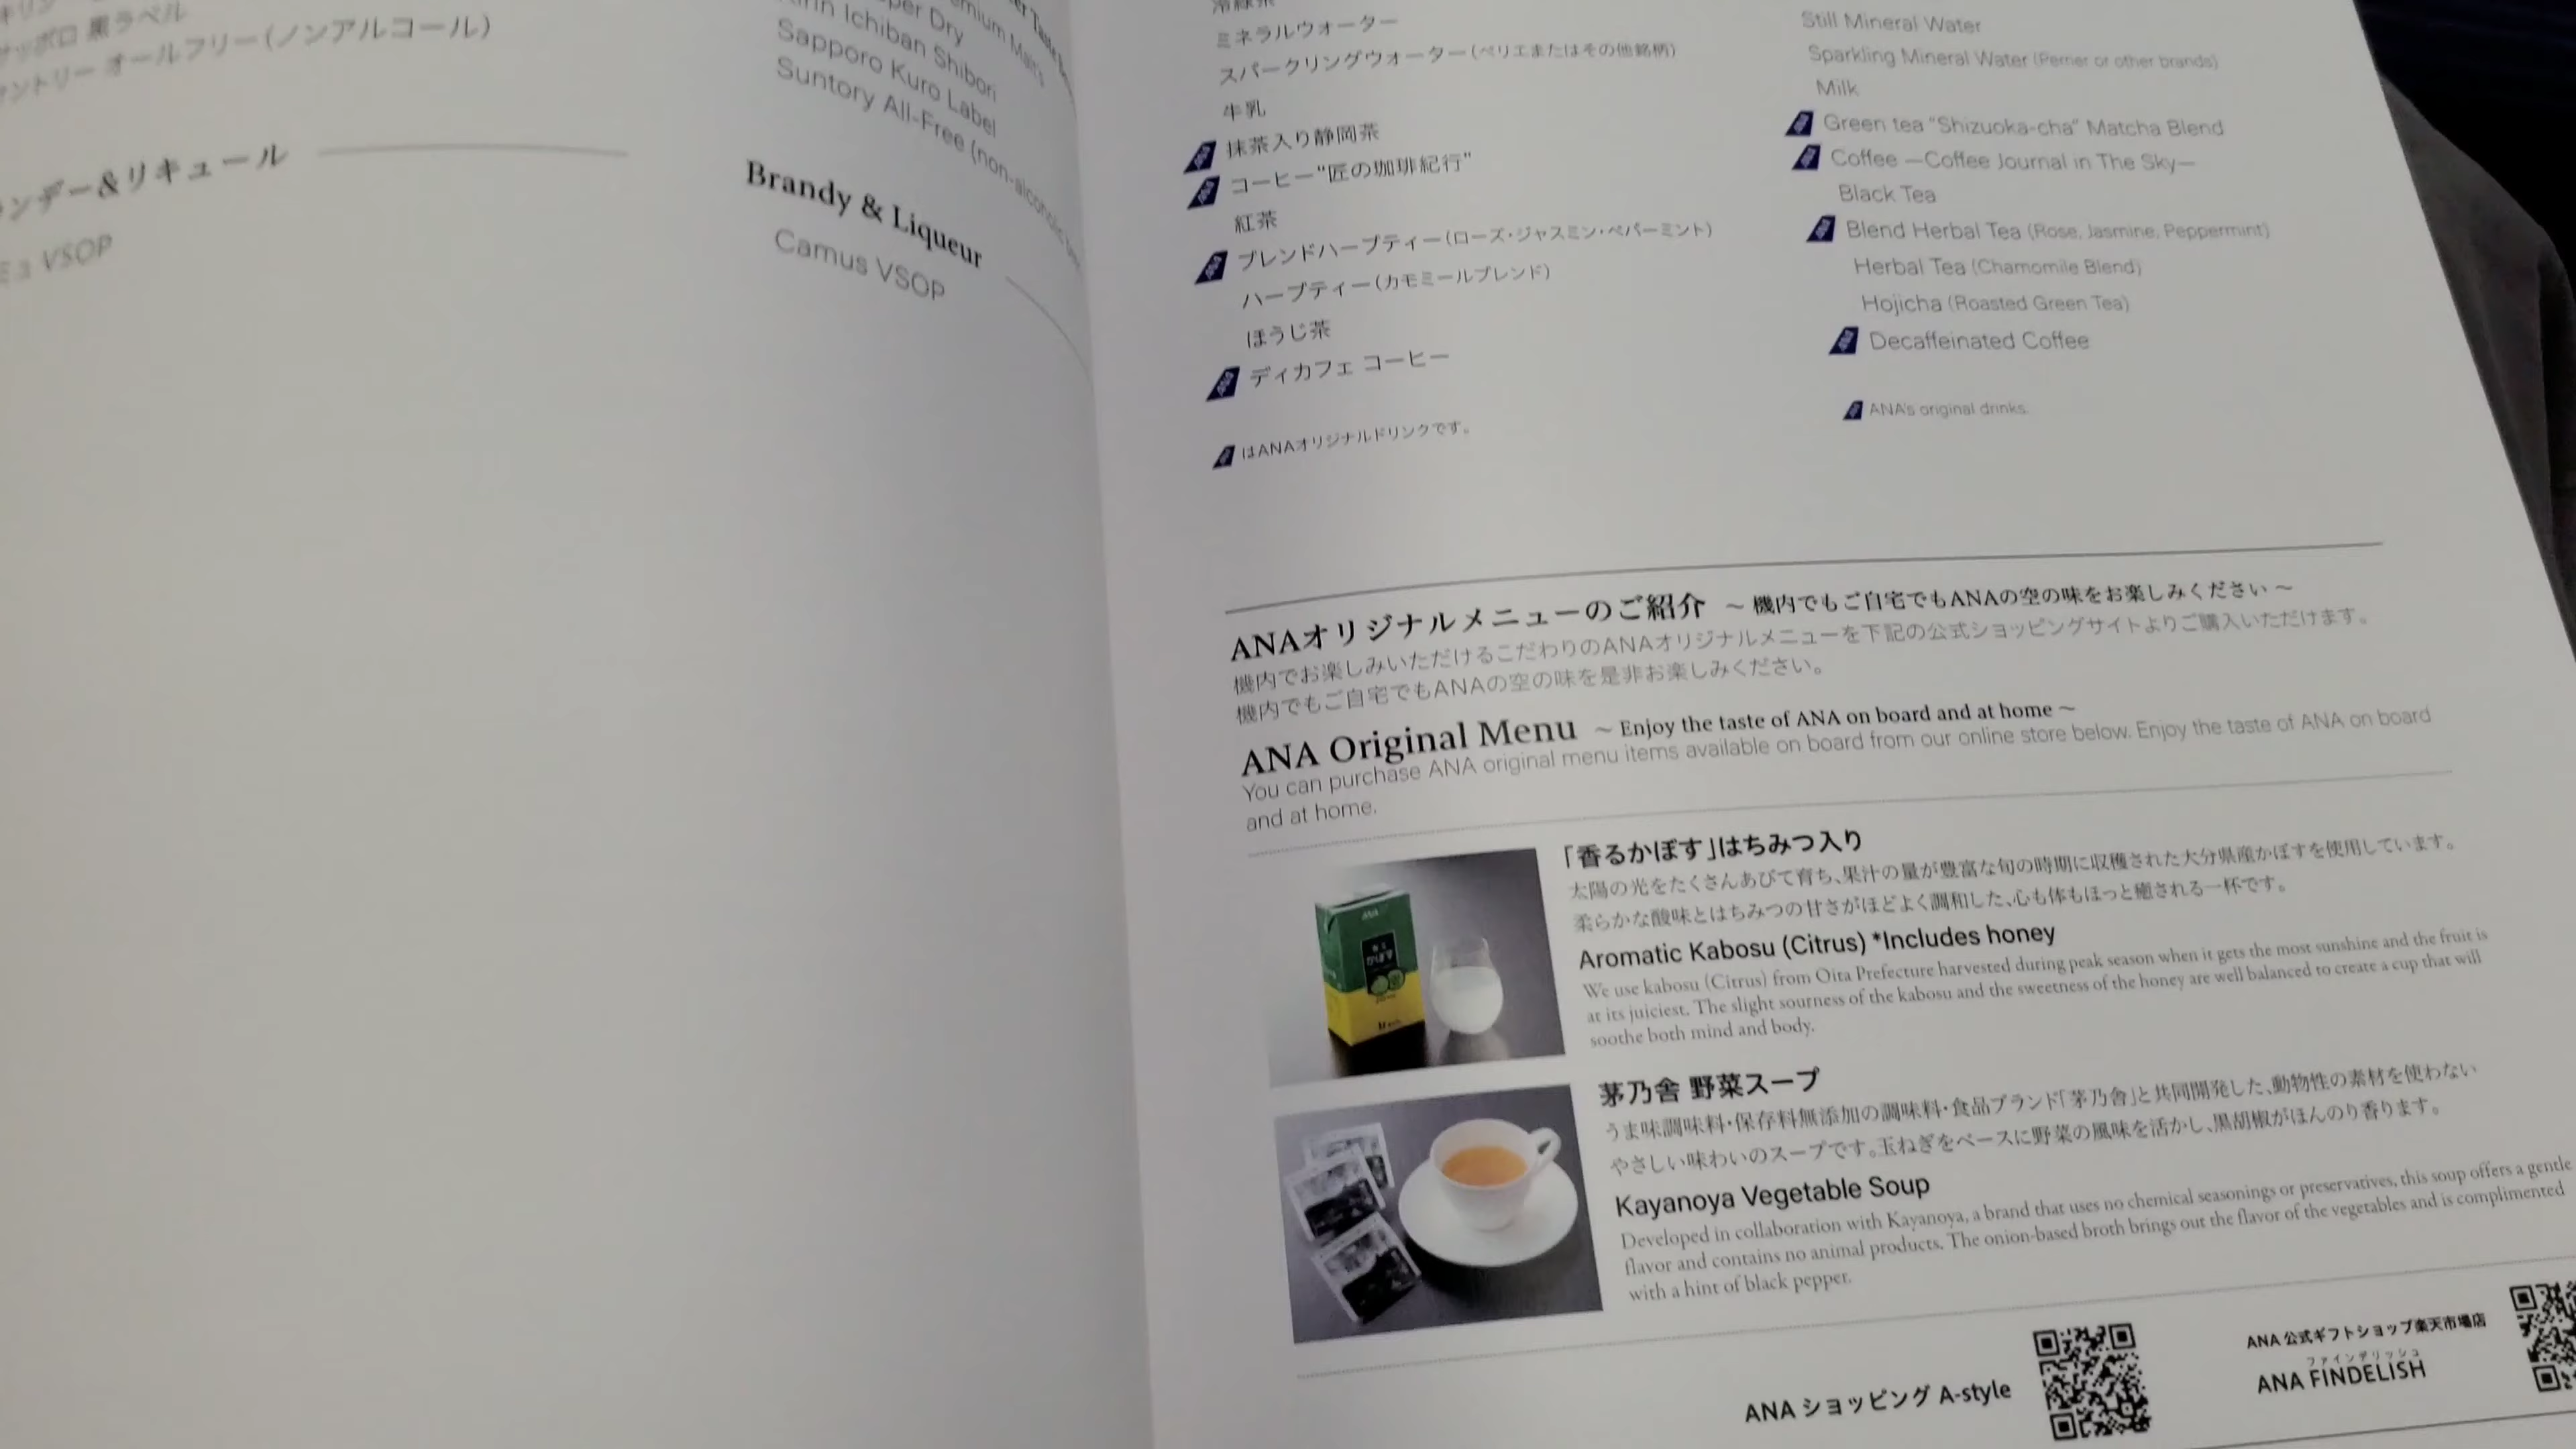 オールフリー(ノンアルコール)
&リキュール
VSOP
Ichiban Shibori
Sapporo Kuro Label
Suntory All-Free (non-alcoholic
Brandy & Liqueur
Camus VSOP
ミネラルウォーター
スパークリングウォーター(ペリエまたはその他銘柄)
牛乳
抹茶入り静岡茶
コーヒー"匠の珈琲紀行"
紅茶
ブレンドハーブティー(ローズ・ジャスミン・ペパーミント)
ハーブティー(カモミールブレンド)
ほうじ茶
ディカフェ コーヒー
はANAオリジナルドリンクです。
Still Mineral Water
Sparkling Mineral Water (Perrier or other brands)
Milk
Green tea "Shizuoka-cha" Matcha Blend
Coffee —Coffee Journal in The Sky—
Black Tea
Blend Herbal Tea (Rose, Jasmine, Peppermint)
Herbal Tea (Chamomile Blend)
Hojicha (Roasted Green Tea)
Decaffeinated Coffee
ANA's original drinks.
ANAオリジナルメニューのご紹介 ～ 機内でもご自宅でもANAの空の味をお楽しみください ～
機内でお楽しみいただけるこだわりのANAオリジナルメニューを下記の公式ショッピングサイトよりご購入いただけます。
機内でもご自宅でもANAの空の味を是非お楽しみください。
ANA Original Menu ～ Enjoy the taste of ANA on board and at home ～
You can purchase ANA original menu items available on board from our online store below. Enjoy the taste of ANA on board
and at home.
「香るかぼす」はちみつ入り
太陽の光をたくさんあびて育ち、果汁の量が豊富な旬の時期に収穫された大分県産かぼすを使用しています。
柔らかな酸味とはちみつの甘さがほどよく調和した、心も体もほっと癒される一杯です。
Aromatic Kabosu (Citrus) *Includes honey
We use kabosu (Citrus) from Oita Prefecture harvested during peak season when it gets the most sunshine and the fruit is
at its juiciest. The slight sourness of the kabosu and the sweetness of the honey are well balanced to create a cup that will
soothe both mind and body.
茅乃舎 野菜スープ
うま味調味料・保存料無添加の調味料・食品ブランド「茅乃舎」と共同開発した、動物性の素材を使わない
やさしい味わいのスープです。玉ねぎをベースに野菜の風味を活かし、黒胡椒がほんのり香ります。
Kayanoya Vegetable Soup
Developed in collaboration with Kayanoya, a brand that uses no chemical seasonings or preservatives, this soup offers a gentle
flavor and contains no animal products. The onion-based broth brings out the flavor of the vegetables and is complimented
with a hint of black pepper.
ANA ショッピング A-style
ANA 公式ギフトショップ楽天市場店
ファインデリッシュ
ANA FINDELISH